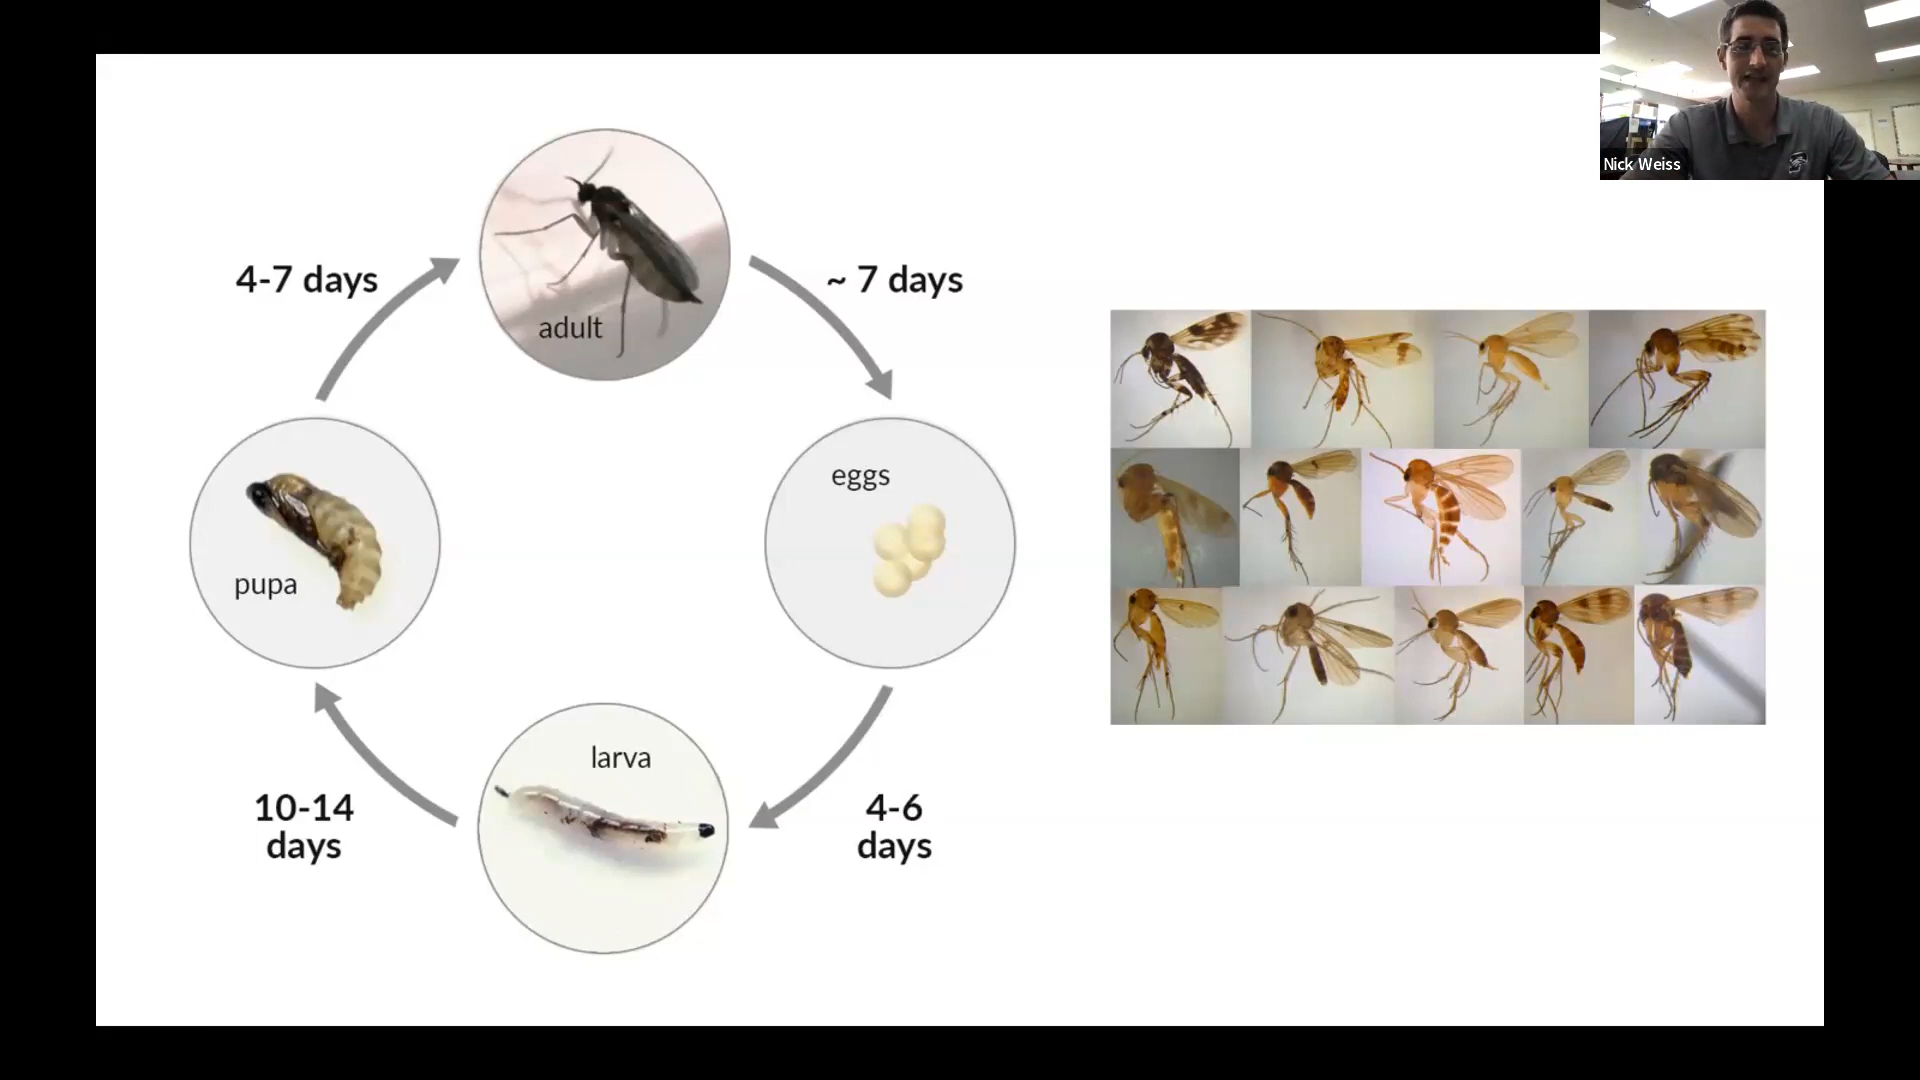 Nick Weiss
4-7 days
~ 7 days
adult
eggs
pupa
larva
10-14
days
4-6
days